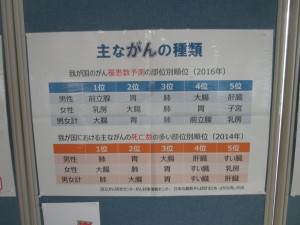 主ながんの種類
我が国のがん罹患数予測の部位別順位（2016年）
1位 2位 3位 4位 5位
男性 前立腺 胃 肺 大腸 肝臓
女性 乳房 大腸 肺 胃 子宮
男女計 大腸 胃 肺 前立腺 乳房
我が国における主ながんの死亡数の多い部位別順位（2014年）
1位 2位 3位 4位 5位
男性 肺 胃 大腸 肝臓 すい臓
女性 大腸 肺 胃 すい臓 乳房
男女計 肺 大腸 胃 すい臓 肝臓